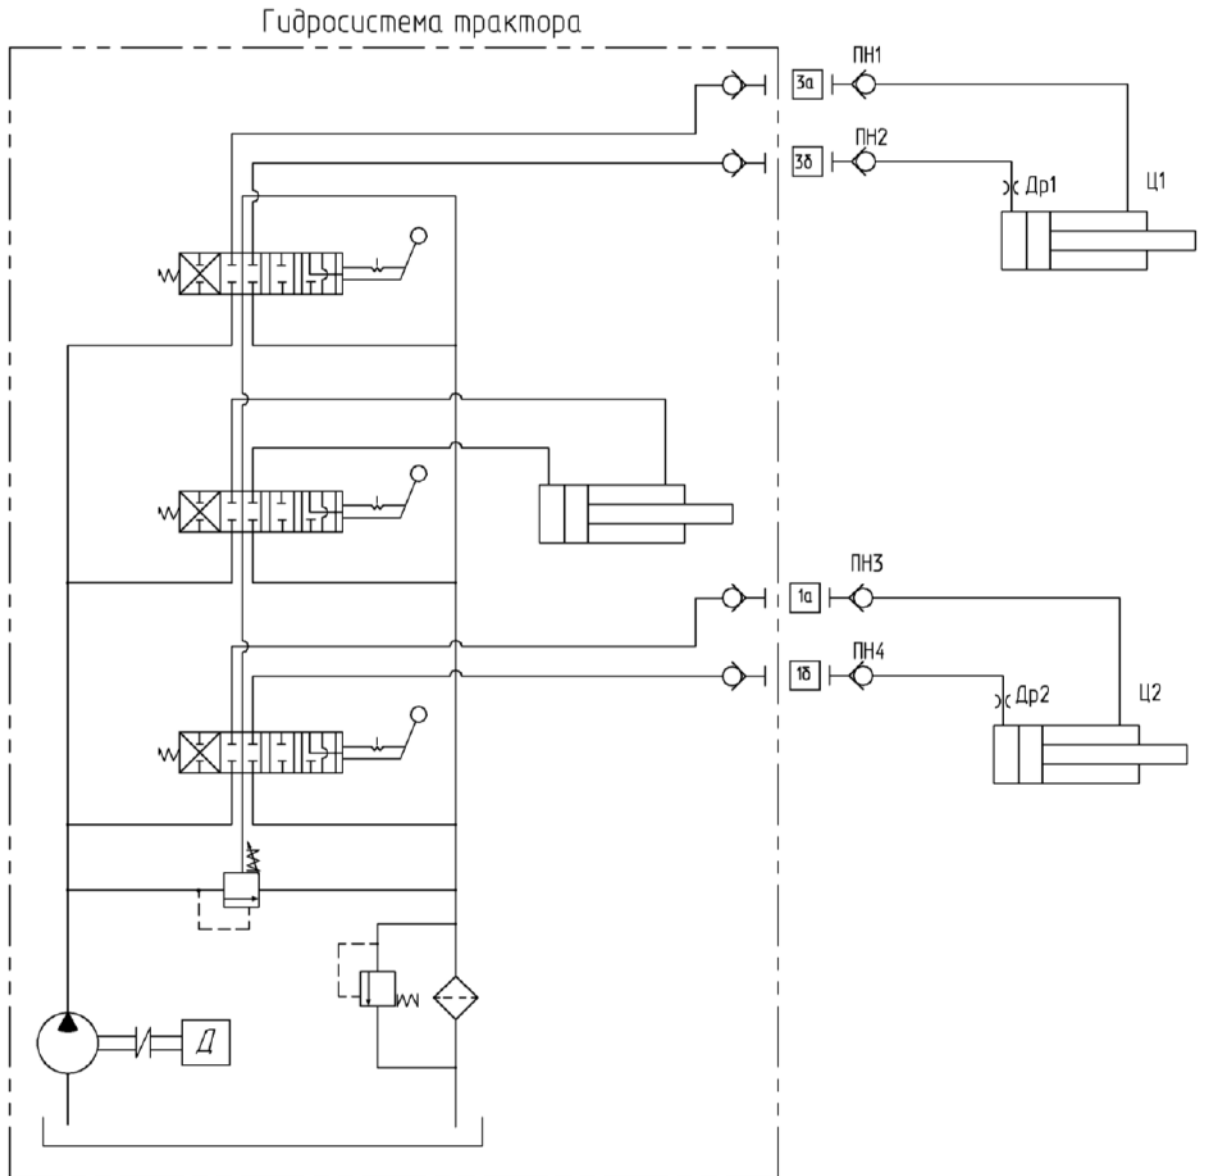 Гидросистема трактора
3а
ПН1
3б
ПН2
Др1
Ц1
1а
ПН3
1б
ПН4
Др2
Ц2
Д